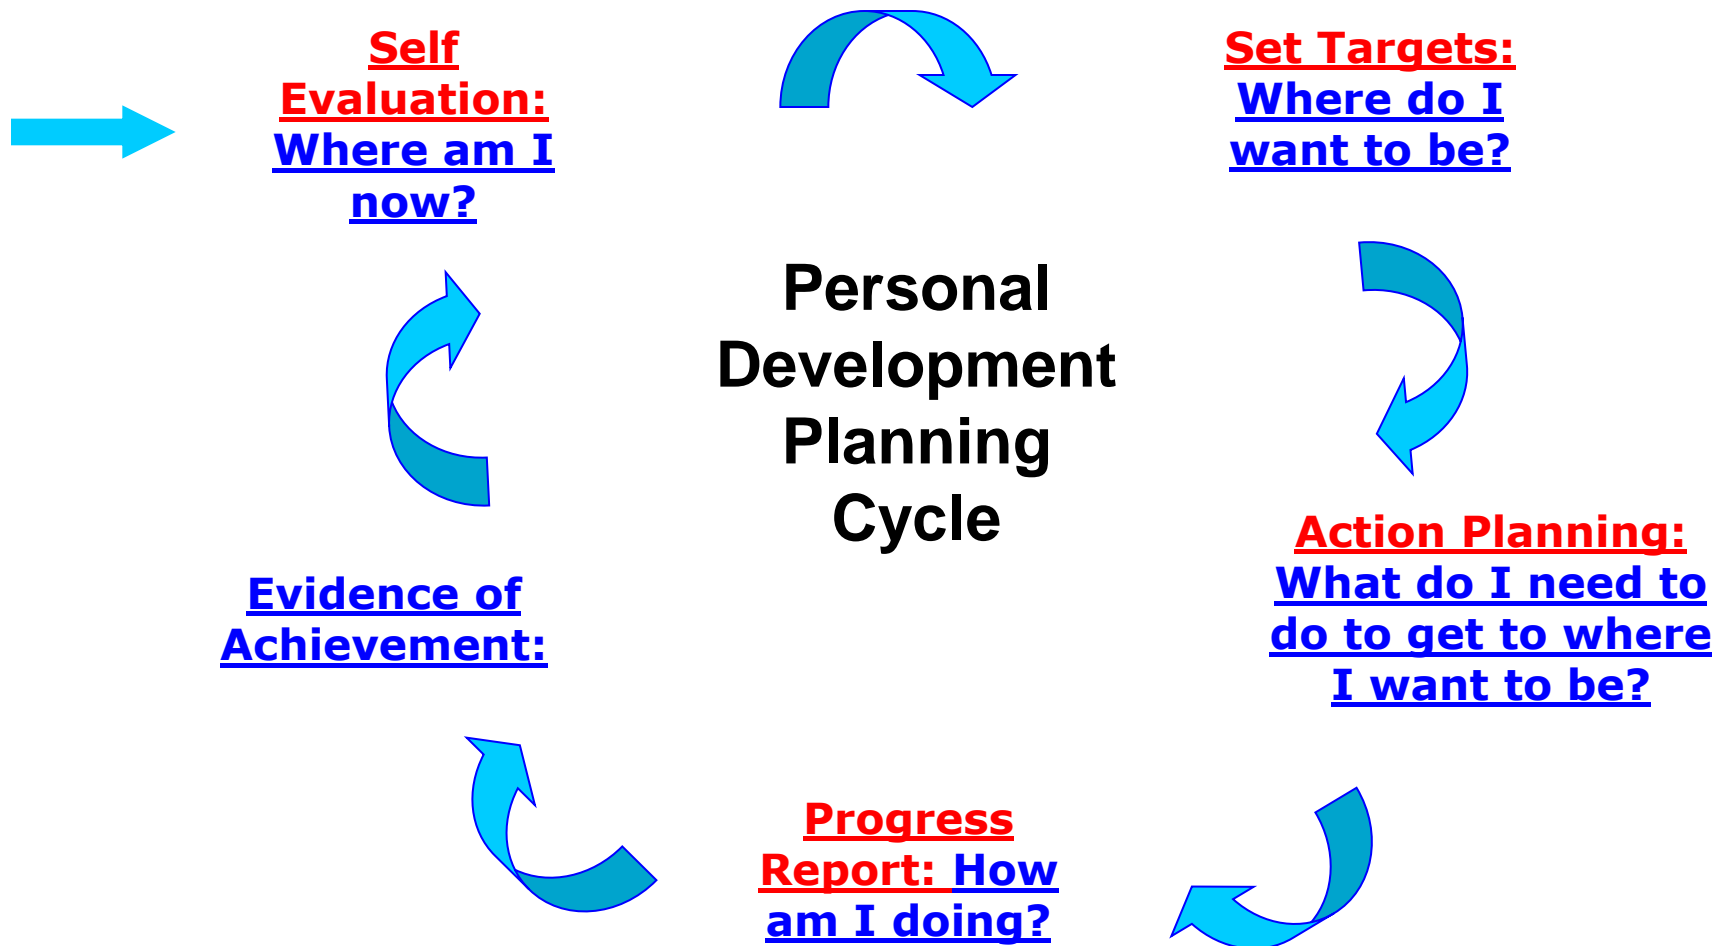 Self
Evaluation:
Where am I
now?
Set Targets:
Where do I
want to be?
Personal
Development
Planning
Cycle
Action Planning:
What do I need to
do to get to where
I want to be?
Evidence of
Achievement:
Progress
Report: How
am I doing?